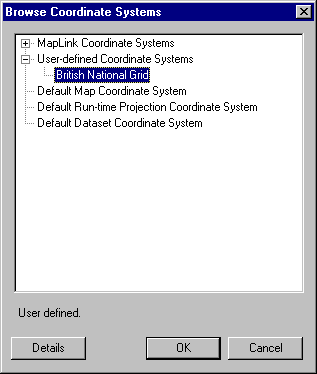 Browse Coordinate Systems
MapLink Coordinate Systems
User-defined Coordinate Systems
British National Grid
Default Map Coordinate System
Default Run-time Projection Coordinate System
Default Dataset Coordinate System
User defined.
Details
OK
Cancel